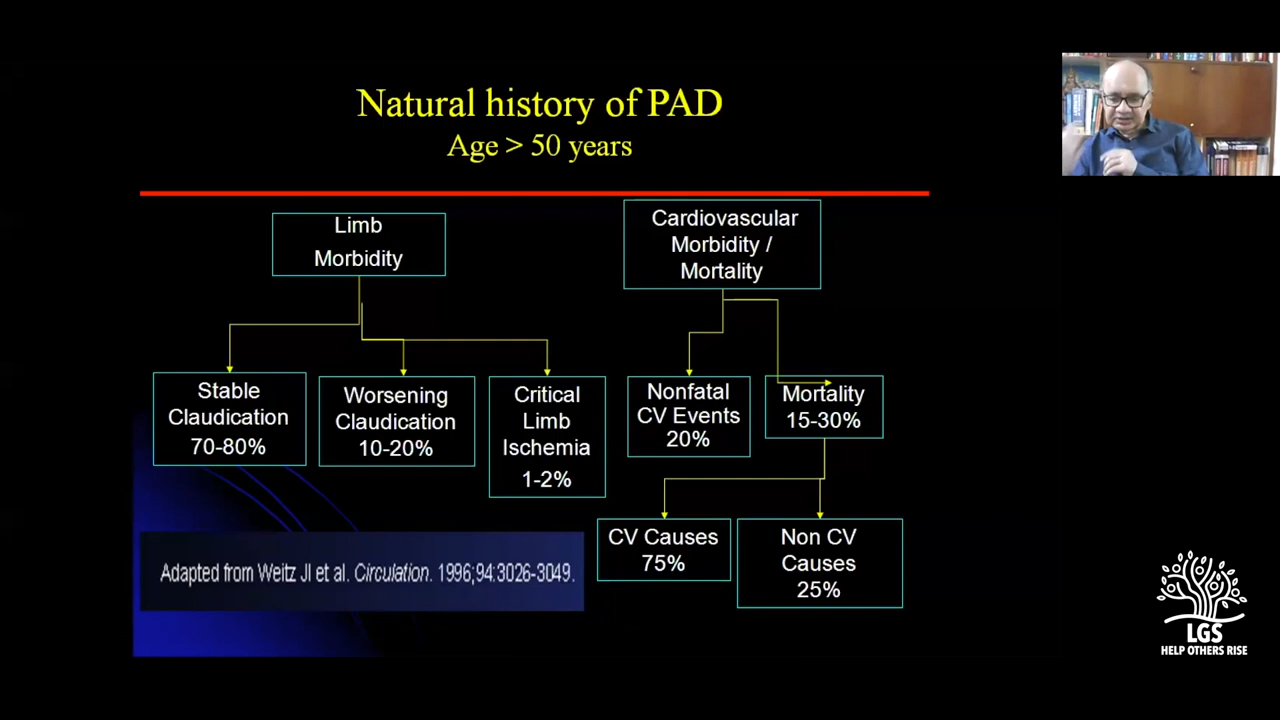 Natural history of PAD
Age > 50 years
Limb
Morbidity
Cardiovascular
Morbidity /
Mortality
Stable
Claudication
70-80%
Worsening
Claudication
10-20%
Critical
Limb
Ischemia
1-2%
Nonfatal
CV Events
20%
Mortality
15-30%
CV Causes
75%
Non CV
Causes
25%
Adapted from Weitz JI et al. Circulation. 1996;94:3026-3049.
LGS
HELP OTHERS RISE